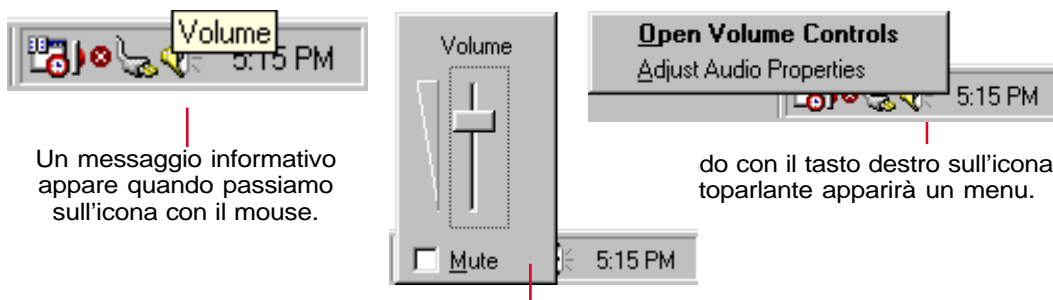 Volume
5:15 PM
Un messaggio informativo
appare quando passiamo
sull'icona con il mouse.
Volume
Mute
5:15 PM
Open Volume Controls
Adjust Audio Properties
5:15 PM
do con il tasto destro sull'icona
toparlante apparirà un menu.